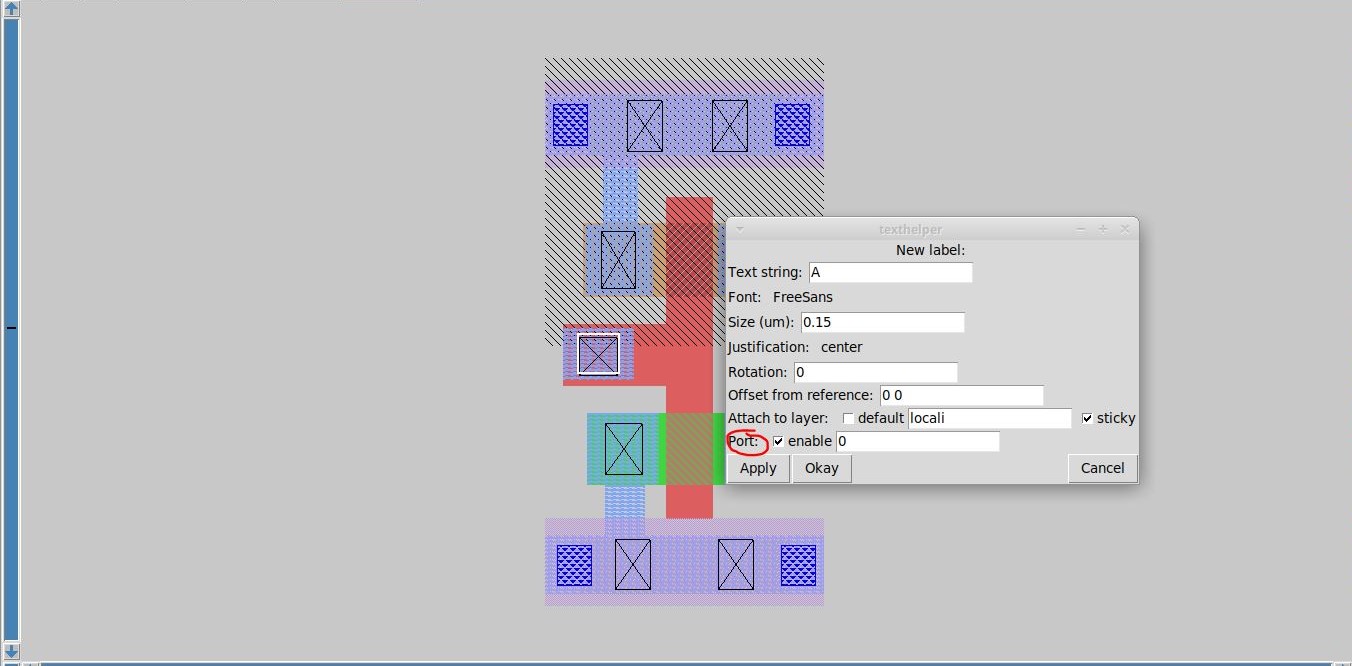 texthelper
New label:
Text string: A
Font: FreeSans
Size (um): 0.15
Justification: center
Rotation: 0
Offset from reference: 0 0
Attach to layer: default locali sticky
Port: enable 0
Apply Okay Cancel